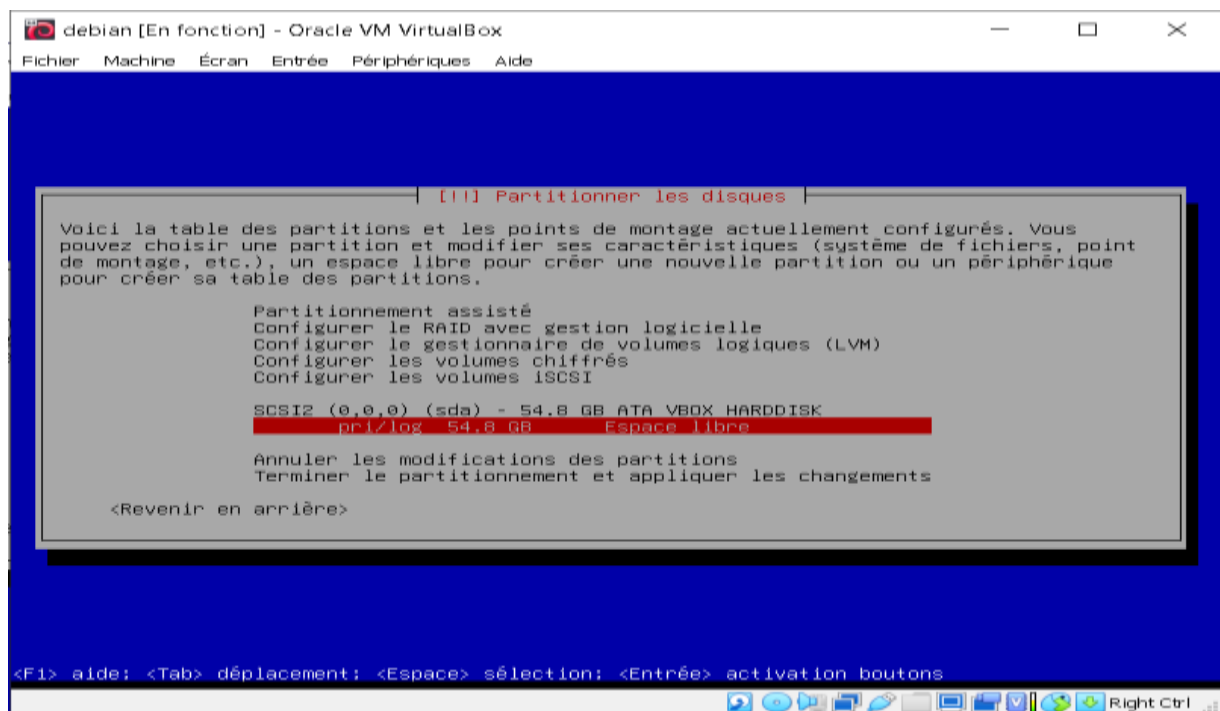 debian [En fonction] - Oracle VM VirtualBox
Fichier Machine Écran Entrée Périphériques Aide
[!!] Partitionner les disques
Voici la table des partitions et les points de montage actuellement configurés. Vous
pouvez choisir une partition et modifier ses caractéristiques (système de fichiers, point
de montage, etc.), un espace libre pour créer une nouvelle partition ou un périphérique
pour créer sa table des partitions.
Partitionnement assisté
Configurer le RAID avec gestion logicielle
Configurer le gestionnaire de volumes logiques (LVM)
Configurer les volumes chiffrés
Configurer les volumes iSCSI
SCSI2 (0,0,0) (sda) - 54.8 GB ATA VBOX HARDDISK
pri/log 54.8 GB Espace libre
Annuler les modifications des partitions
Terminer le partitionnement et appliquer les changements
<Revenir en arrière>
<F1> aide; <Tab> déplacement; <Espace> sélection; <Entrée> activation boutons
Right Ctrl